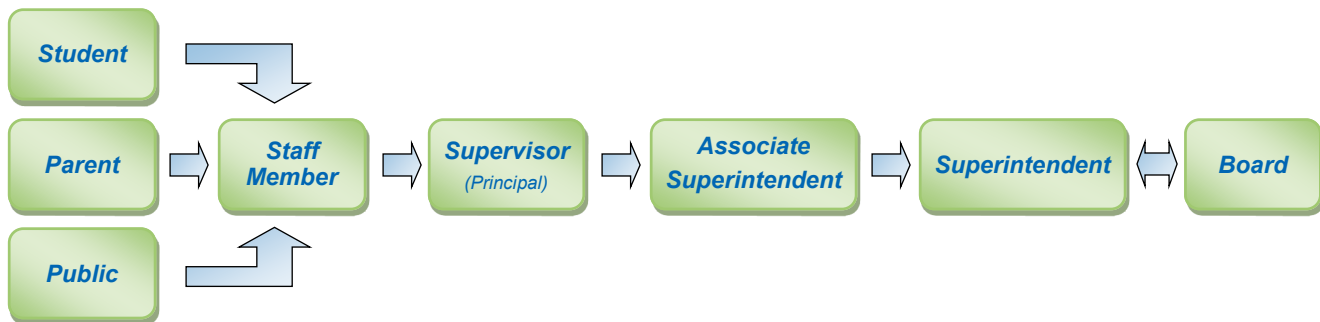 Student
Parent
Public
Staff
Member
Supervisor
(Principal)
Associate
Superintendent
Superintendent
Board